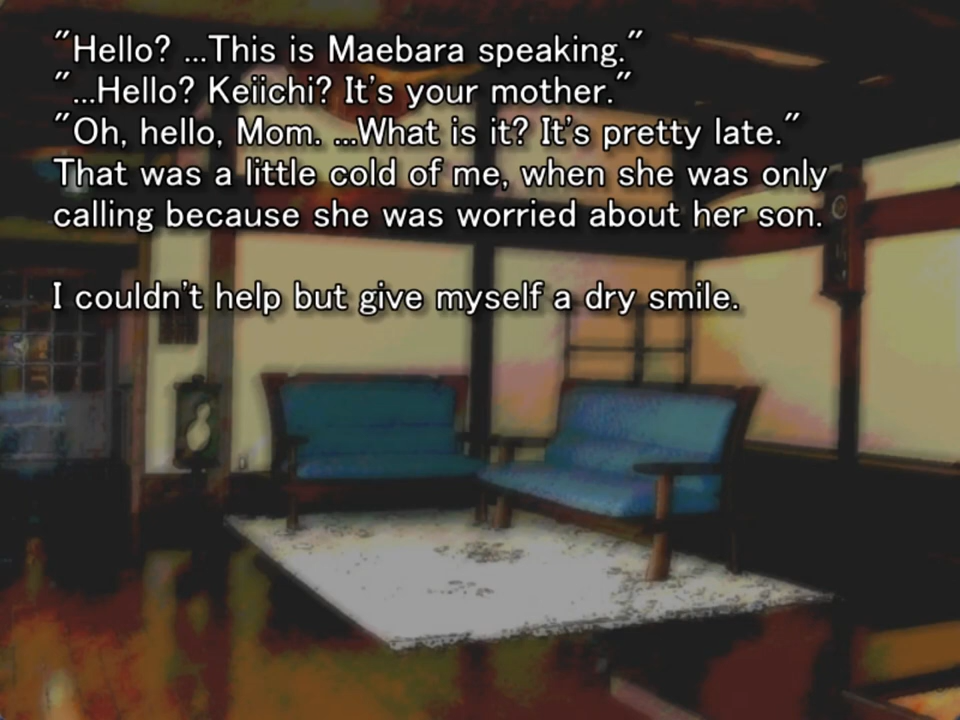 "Hello? ...This is Maebara speaking."
"...Hello? Keiichi? It's your mother."
"Oh, hello, Mom. ...What is it? It's pretty late."
That was a little cold of me, when she was only
calling because she was worried about her son.
I couldn't help but give myself a dry smile.